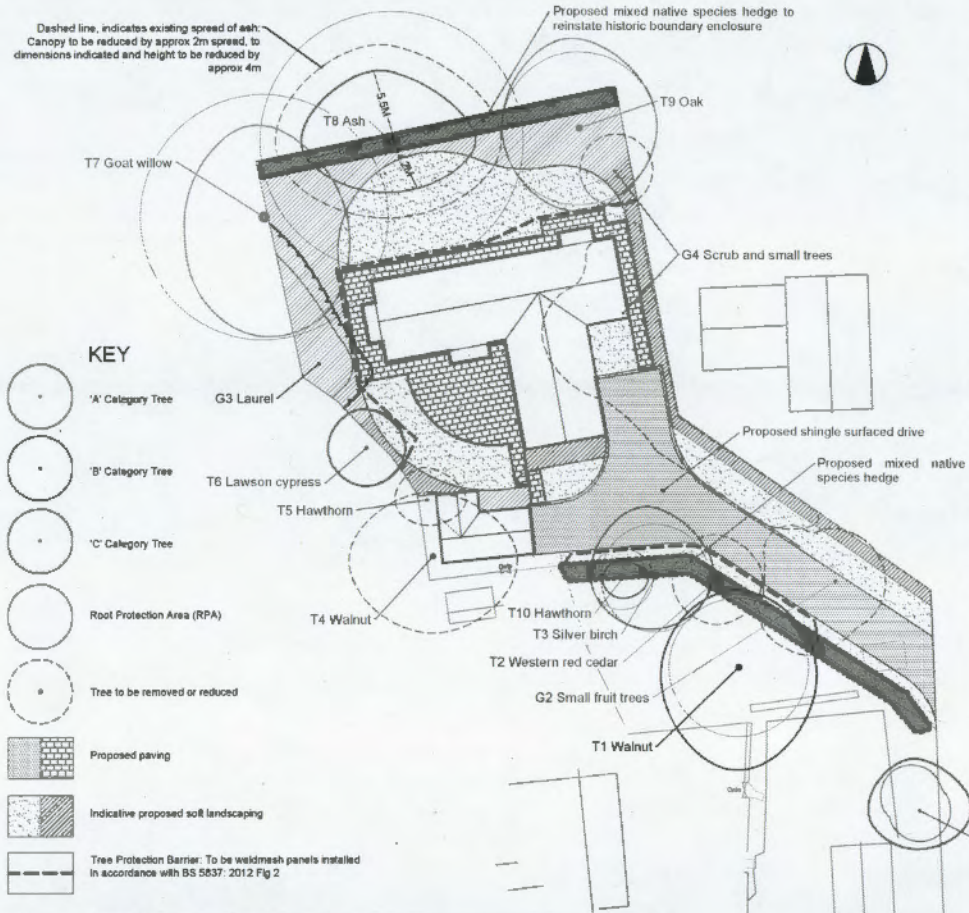 Dashed line, indicates existing spread of ash:
Canopy to be reduced by approx 2m spread, to
dimensions indicated and height to be reduced by
approx 4m
Proposed mixed native species hedge to
reinstate historic boundary enclosure
5.5M
T8 Ash
T9 Oak
T7 Goat willow
G4 Scrub and small trees
KEY
'A' Category Tree
'B' Category Tree
'C' Category Tree
Root Protection Area (RPA)
Tree to be removed or reduced
Proposed paving
Indicative proposed soft landscaping
Tree Protection Barrier: To be weldmesh panels installed
in accordance with BS 5837: 2012 Fig 2
G3 Laurel
Proposed shingle surfaced drive
Proposed mixed native
species hedge
T6 Lawson cypress
T5 Hawthorn
T4 Walnut
T10 Hawthorn
T3 Silver birch
T2 Western red cedar
G2 Small fruit trees
T1 Walnut
Gate